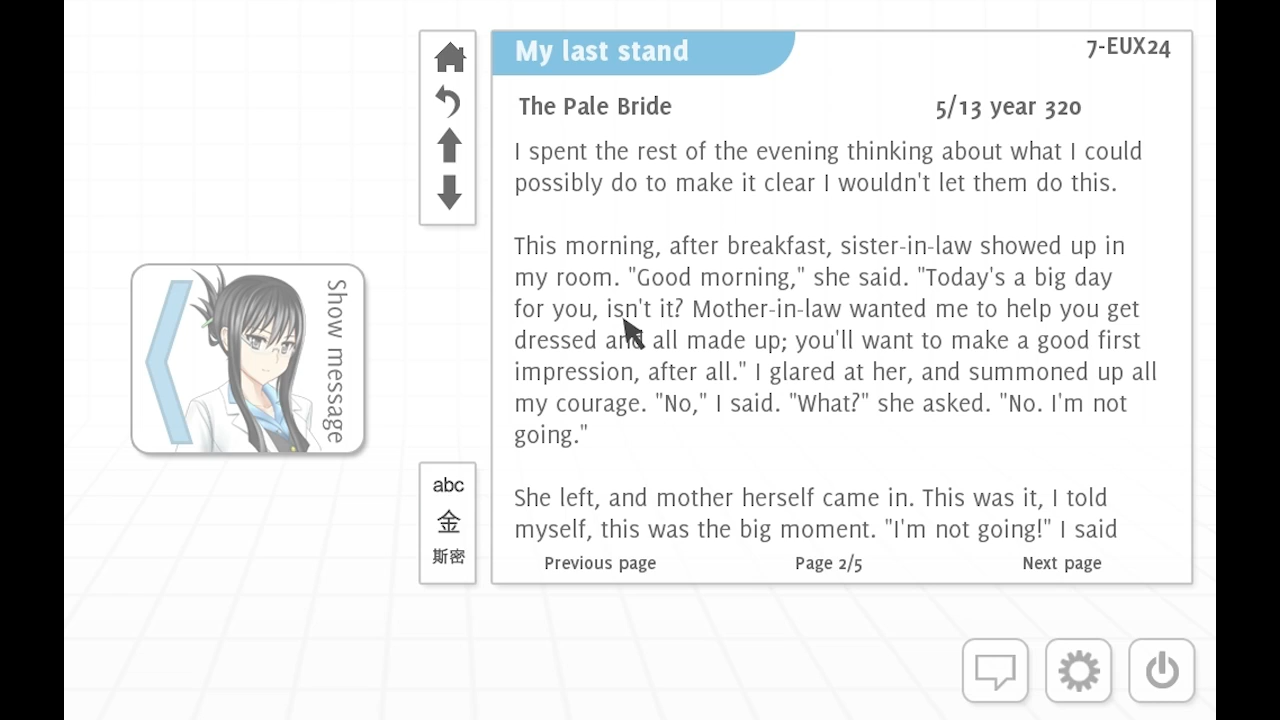 My last stand
7-EUX24
The Pale Bride
5/13 year 320
I spent the rest of the evening thinking about what I could
possibly do to make it clear I wouldn't let them do this.
This morning, after breakfast, sister-in-law showed up in
my room. "Good morning," she said. "Today's a big day
for you, isn't it? Mother-in-law wanted me to help you get
dressed and all made up; you'll want to make a good first
impression, after all." I glared at her, and summoned up all
my courage. "No," I said. "What?" she asked. "No. I'm not
going."
She left, and mother herself came in. This was it, I told
myself, this was the big moment. "I'm not going!" I said
Previous page
Page 2/5
Next page
Show message
abc
金
斯密